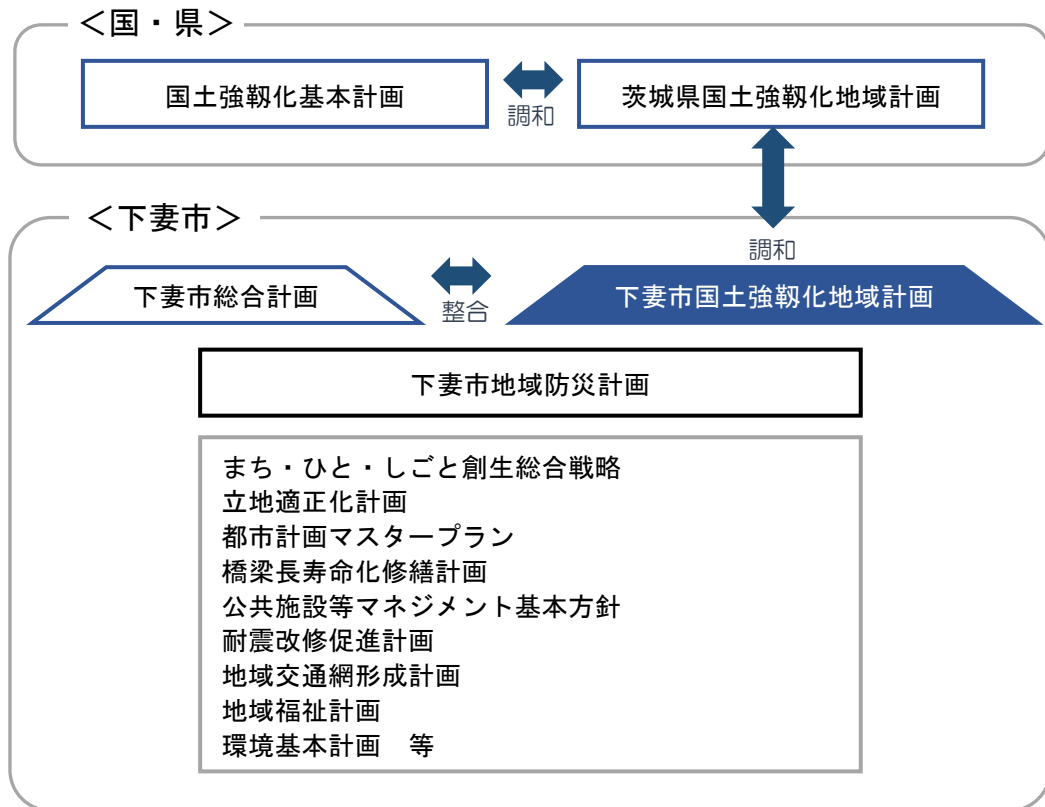 ＜国・県＞
国土強靱化基本計画
調和
茨城県国土強靱化地域計画
＜下妻市＞
調和
下妻市総合計画
整合
下妻市国土強靱化地域計画
下妻市地域防災計画
まち・ひと・しごと創生総合戦略
立地適正化計画
都市計画マスタープラン
橋梁長寿命化修繕計画
公共施設等マネジメント基本方針
耐震改修促進計画
地域交通網形成計画
地域福祉計画
環境基本計画　等